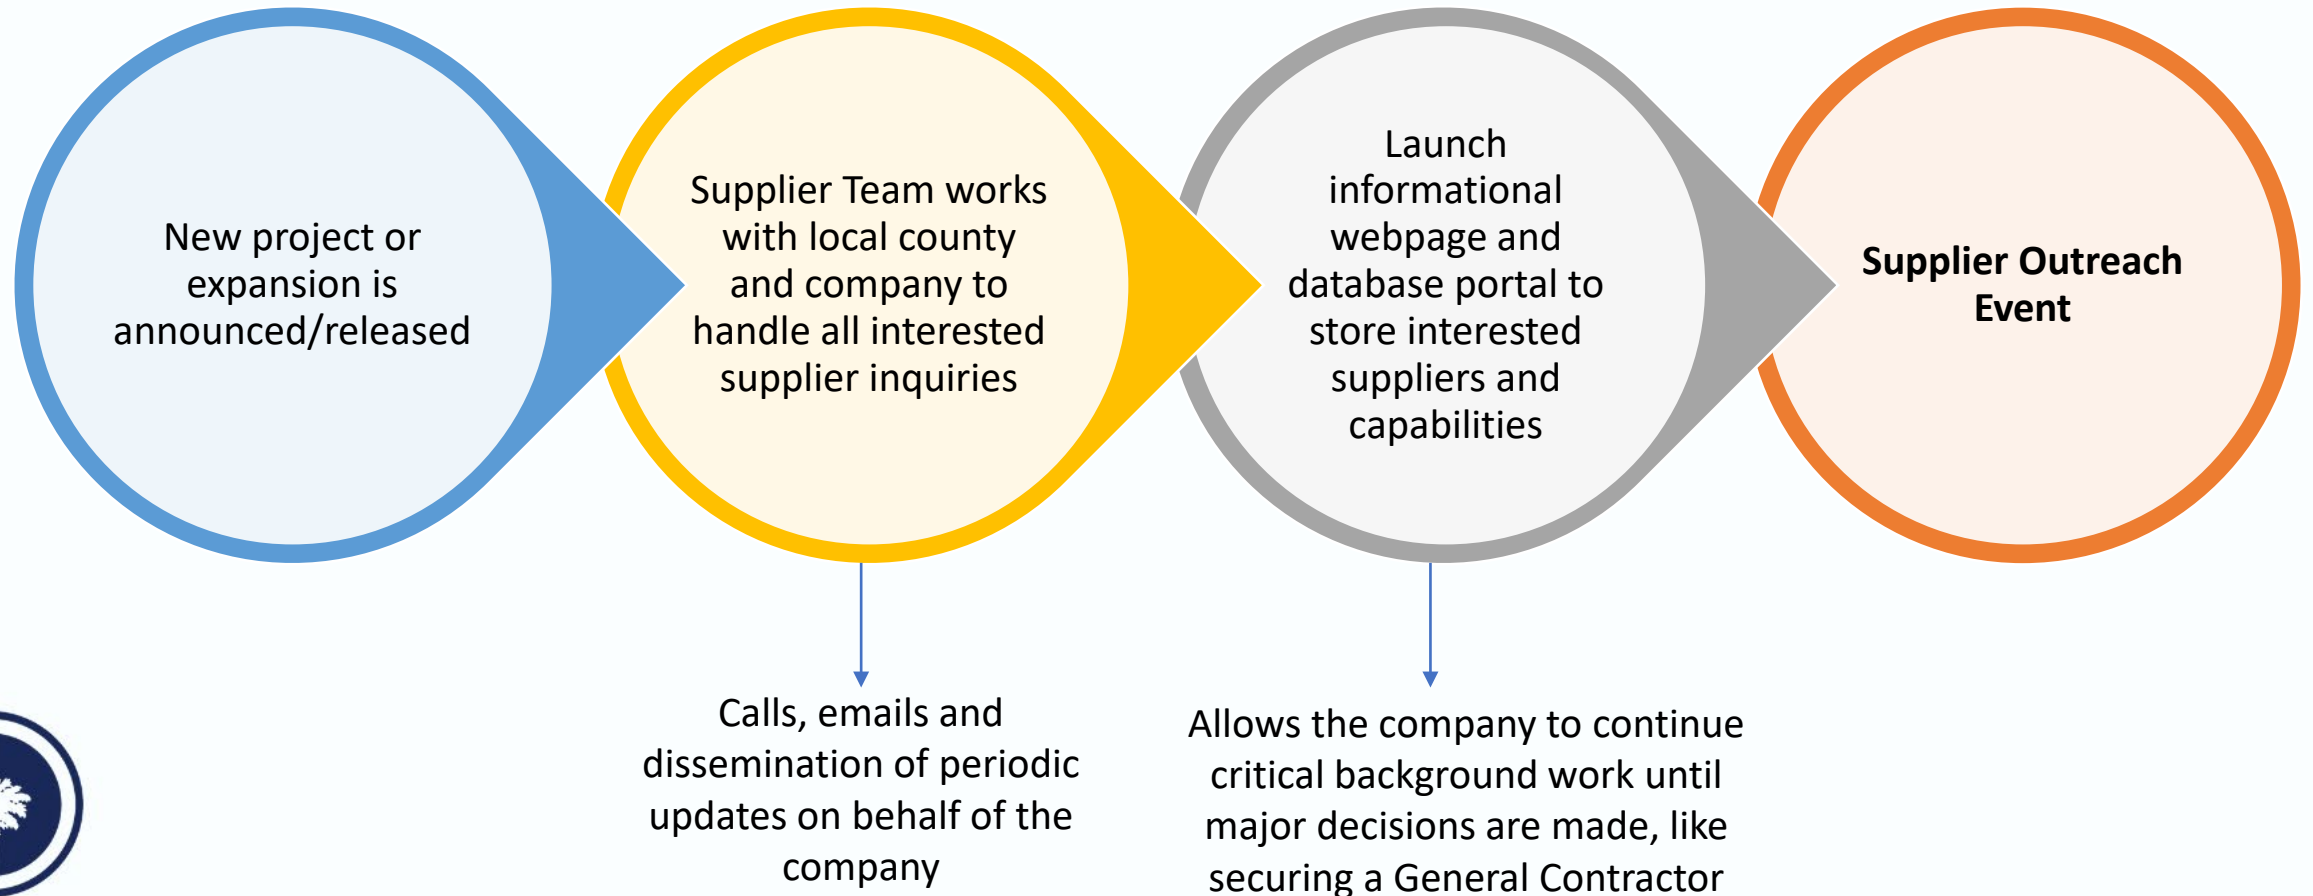 New project or
expansion is
announced/released
Supplier Team works
with local county
and company to
handle all interested
supplier inquiries
Launch
informational
webpage and
database portal to
store interested
suppliers and
capabilities
Supplier Outreach
Event
Calls, emails and
dissemination of periodic
updates on behalf of the
company
Allows the company to continue
critical background work until
major decisions are made, like
securing a General Contractor